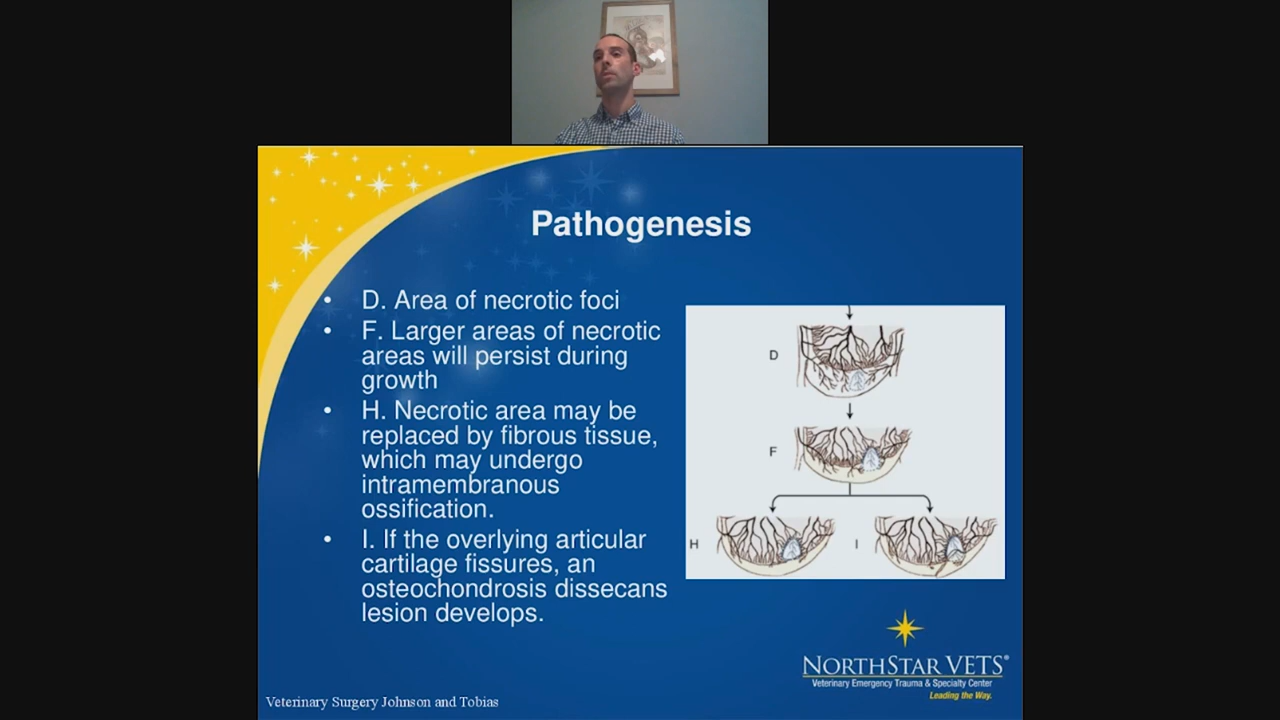 Pathogenesis
• D. Area of necrotic foci
• F. Larger areas of necrotic
areas will persist during
growth
• H. Necrotic area may be
replaced by fibrous tissue,
which may undergo
intramembranous
ossification.
• I. If the overlying articular
cartilage fissures, an
osteochondrosis dissecans
lesion develops.
D
F
H
I
NORTHSTAR VETS®
Veterinary Emergency Trauma & Specialty Center
Leading the Way.
Veterinary Surgery Johnson and Tobias